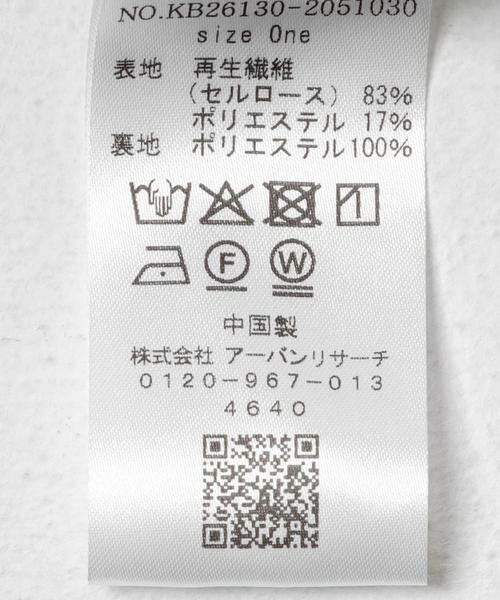 NO.KB26130-2051030
size One
表地 再生繊維
(セルロース) 83%
ポリエステル 17%
裏地 ポリエステル100%
F W
中国製
株式会社 アーバンリサーチ
0120-967-013
4640